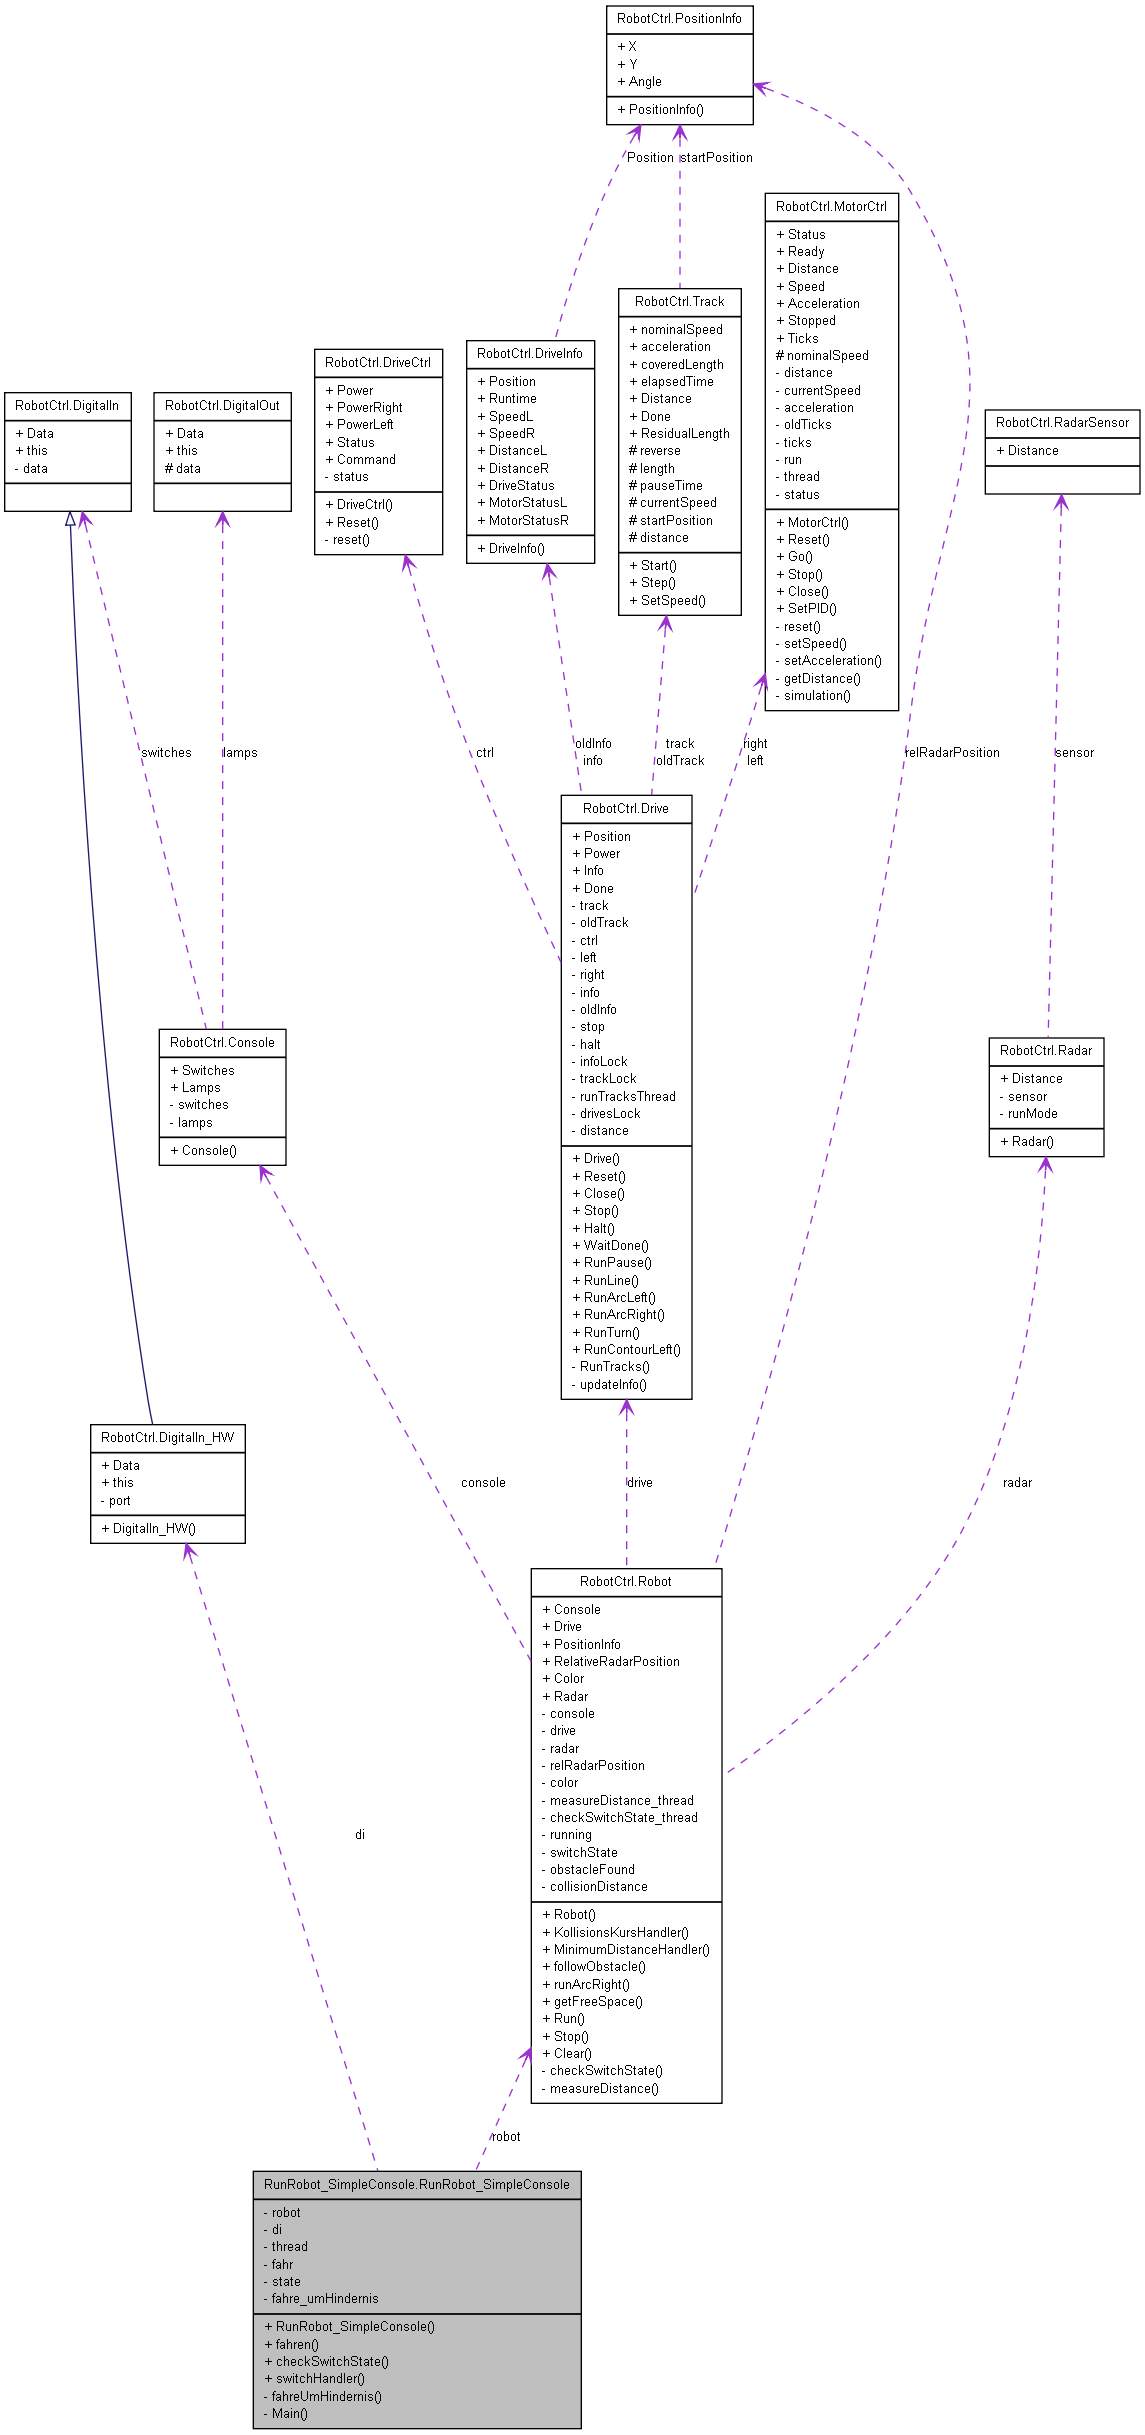 RobotCtrl.PositionInfo
+ X
+ Y
+ Angle
+ PositionInfo()
Position
startPosition
RobotCtrl.MotorCtrl
+ Status
+ Ready
+ Distance
+ Speed
+ Acceleration
+ Stopped
+ Ticks
# nominalSpeed
- distance
- currentSpeed
- acceleration
- oldTicks
- ticks
- run
- thread
- status
+ MotorCtrl()
+ Reset()
+ Go()
+ Stop()
+ Close()
+ SetPID()
- reset()
- setSpeed()
- setAcceleration()
- getDistance()
- simulation()
RobotCtrl.Track
+ nominalSpeed
+ acceleration
+ coveredLength
+ elapsedTime
+ Distance
+ Done
+ ResidualLength
# reverse
# length
# pauseTime
# currentSpeed
# startPosition
# distance
+ Start()
+ Step()
+ SetSpeed()
RobotCtrl.DriveInfo
+ Position
+ Runtime
+ SpeedL
+ SpeedR
+ DistanceL
+ DistanceR
+ DriveStatus
+ MotorStatusL
+ MotorStatusR
+ DriveInfo()
RobotCtrl.DriveCtrl
+ Power
+ PowerRight
+ PowerLeft
+ Status
+ Command
- status
+ DriveCtrl()
+ Reset()
- reset()
RobotCtrl.DigitalIn
+ Data
+ this
- data
RobotCtrl.DigitalOut
+ Data
+ this
# data
RobotCtrl.RadarSensor
+ Distance
switches
lamps
ctrl
oldInfo
info
track
oldTrack
right
left
relRadarPosition
sensor
RobotCtrl.Drive
+ Position
+ Power
+ Info
+ Done
- track
- oldTrack
- ctrl
- left
- right
- info
- oldInfo
- stop
- halt
- infoLock
- trackLock
- runTracksThread
- drivesLock
- distance
+ Drive()
+ Reset()
+ Close()
+ Stop()
+ Halt()
+ WaitDone()
+ RunPause()
+ RunLine()
+ RunArcLeft()
+ RunArcRight()
+ RunTurn()
+ RunContourLeft()
- RunTracks()
- updateInfo()
RobotCtrl.Console
+ Switches
+ Lamps
- switches
- lamps
+ Console()
RobotCtrl.Radar
+ Distance
- sensor
- runMode
+ Radar()
RobotCtrl.DigitalIn_HW
+ Data
+ this
- port
+ DigitalIn_HW()
console
drive
radar
RobotCtrl.Robot
+ Console
+ Drive
+ PositionInfo
+ RelativeRadarPosition
+ Color
+ Radar
- console
- drive
- radar
- relRadarPosition
- color
- measureDistance_thread
- checkSwitchState_thread
- running
- switchState
- obstacleFound
- collisionDistance
+ Robot()
+ KollisionsKursHandler()
+ MinimumDistanceHandler()
+ followObstacle()
+ runArcRight()
+ getFreeSpace()
+ Run()
+ Stop()
+ Clear()
- checkSwitchState()
- measureDistance()
di
robot
RunRobot_SimpleConsole.RunRobot_SimpleConsole
- robot
- di
- thread
- fahr
- state
- fahre_umHindernis
+ RunRobot_SimpleConsole()
+ fahren()
+ checkSwitchState()
+ switchHandler()
- fahreUmHindernis()
- Main()